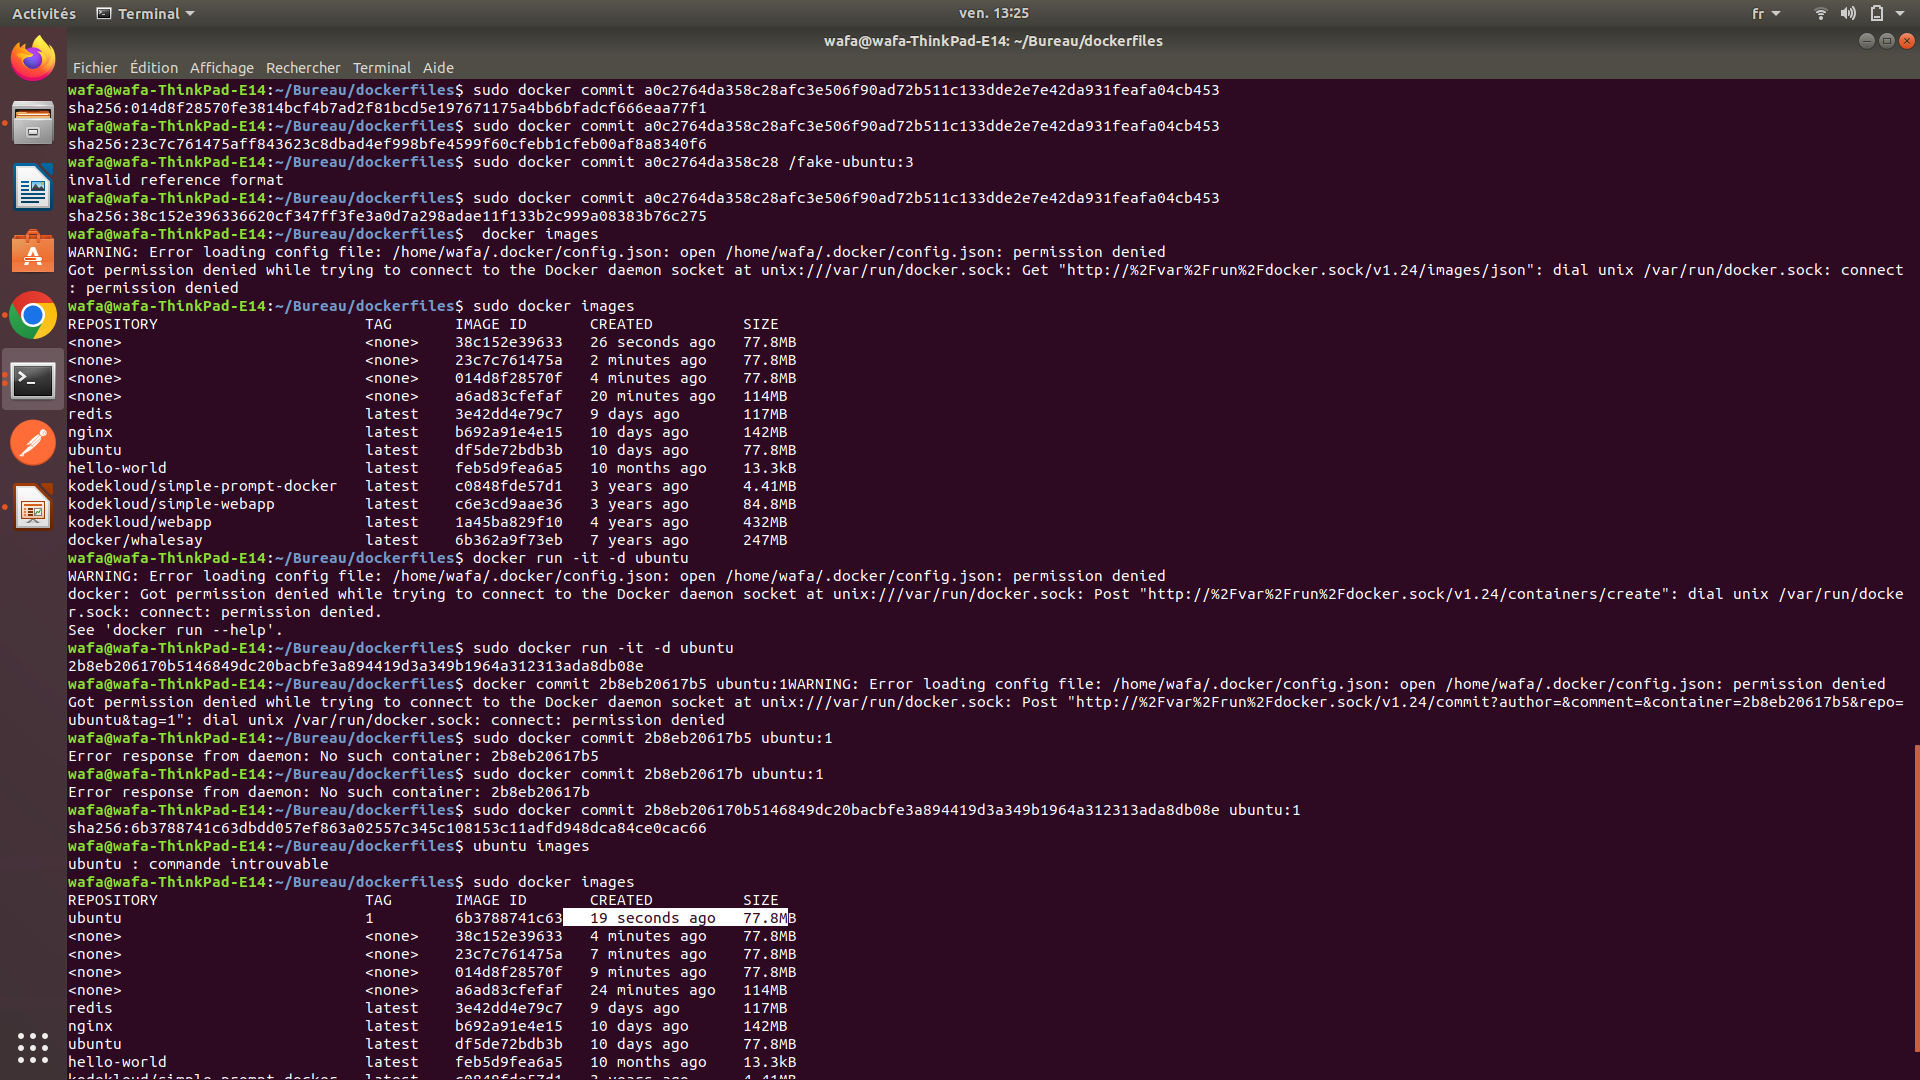 Activités Terminal ven. 13:25 fr
wafa@wafa-ThinkPad-E14: ~/Bureau/dockerfiles
Fichier Édition Affichage Rechercher Terminal Aide
wafa@wafa-ThinkPad-E14:~/Bureau/dockerfiles$ sudo docker commit a0c2764da358c28afc3e506f90ad72b511c133dde2e7e42da931feafa04cb453
sha256:014d8f28570fe3814bcf4b7ad2f81bcd5e197671175a4bb6bfadcf666eaa77f1
wafa@wafa-ThinkPad-E14:~/Bureau/dockerfiles$ sudo docker commit a0c2764da358c28afc3e506f90ad72b511c133dde2e7e42da931feafa04cb453
sha256:23c7c761475aff843623c8dbad4ef998bfe4599f60cfebb1cfeb00af8a8340f6
wafa@wafa-ThinkPad-E14:~/Bureau/dockerfiles$ sudo docker commit a0c2764da358c28 /fake-ubuntu:3
invalid reference format
wafa@wafa-ThinkPad-E14:~/Bureau/dockerfiles$ sudo docker commit a0c2764da358c28afc3e506f90ad72b511c133dde2e7e42da931feafa04cb453
sha256:38c152e396336620cf347ff3fe3a0d7a298adae11f133b2c999a08383b76c275
wafa@wafa-ThinkPad-E14:~/Bureau/dockerfiles$  docker images
WARNING: Error loading config file: /home/wafa/.docker/config.json: open /home/wafa/.docker/config.json: permission denied
Got permission denied while trying to connect to the Docker daemon socket at unix:///var/run/docker.sock: Get "http://%2Fvar%2Frun%2Fdocker.sock/v1.24/images/json": dial unix /var/run/docker.sock: connect
: permission denied
wafa@wafa-ThinkPad-E14:~/Bureau/dockerfiles$ sudo docker images
REPOSITORY TAG IMAGE ID CREATED SIZE
<none> <none> 38c152e39633 26 seconds ago 77.8MB
<none> <none> 23c7c761475a 2 minutes ago 77.8MB
<none> <none> 014d8f28570f 4 minutes ago 77.8MB
<none> <none> a6ad83cfefaf 20 minutes ago 114MB
redis latest 3e42dd4e79c7 9 days ago 117MB
nginx latest b692a91e4e15 10 days ago 142MB
ubuntu latest df5de72bdb3b 10 days ago 77.8MB
hello-world latest feb5d9fea6a5 10 months ago 13.3kB
kodekloud/simple-prompt-docker latest c0848fde57d1 3 years ago 4.41MB
kodekloud/simple-webapp latest c6e3cd9aae36 3 years ago 84.8MB
kodekloud/webapp latest 1a45ba829f10 4 years ago 432MB
docker/whalesay latest 6b362a9f73eb 7 years ago 247MB
wafa@wafa-ThinkPad-E14:~/Bureau/dockerfiles$ docker run -it -d ubuntu
WARNING: Error loading config file: /home/wafa/.docker/config.json: open /home/wafa/.docker/config.json: permission denied
docker: Got permission denied while trying to connect to the Docker daemon socket at unix:///var/run/docker.sock: Post "http://%2Fvar%2Frun%2Fdocker.sock/v1.24/containers/create": dial unix /var/run/docke
r.sock: connect: permission denied.
See 'docker run --help'.
wafa@wafa-ThinkPad-E14:~/Bureau/dockerfiles$ sudo docker run -it -d ubuntu
2b8eb206170b5146849dc20bacbfe3a894419d3a349b1964a312313ada8db08e
wafa@wafa-ThinkPad-E14:~/Bureau/dockerfiles$ docker commit 2b8eb20617b5 ubuntu:1WARNING: Error loading config file: /home/wafa/.docker/config.json: open /home/wafa/.docker/config.json: permission denied
Got permission denied while trying to connect to the Docker daemon socket at unix:///var/run/docker.sock: Post "http://%2Fvar%2Frun%2Fdocker.sock/v1.24/commit?author=&comment=&container=2b8eb20617b5&repo=
ubuntu&tag=1": dial unix /var/run/docker.sock: connect: permission denied
wafa@wafa-ThinkPad-E14:~/Bureau/dockerfiles$ sudo docker commit 2b8eb20617b5 ubuntu:1
Error response from daemon: No such container: 2b8eb20617b5
wafa@wafa-ThinkPad-E14:~/Bureau/dockerfiles$ sudo docker commit 2b8eb20617b ubuntu:1
Error response from daemon: No such container: 2b8eb20617b
wafa@wafa-ThinkPad-E14:~/Bureau/dockerfiles$ sudo docker commit 2b8eb206170b5146849dc20bacbfe3a894419d3a349b1964a312313ada8db08e ubuntu:1
sha256:6b3788741c63dbdd057ef863a02557c345c108153c11adfd948dca84ce0cac66
wafa@wafa-ThinkPad-E14:~/Bureau/dockerfiles$ ubuntu images
ubuntu : commande introuvable
wafa@wafa-ThinkPad-E14:~/Bureau/dockerfiles$ sudo docker images
REPOSITORY TAG IMAGE ID CREATED SIZE
ubuntu 1 6b3788741c63 19 seconds ago 77.8MB
<none> <none> 38c152e39633 4 minutes ago 77.8MB
<none> <none> 23c7c761475a 7 minutes ago 77.8MB
<none> <none> 014d8f28570f 9 minutes ago 77.8MB
<none> <none> a6ad83cfefaf 24 minutes ago 114MB
redis latest 3e42dd4e79c7 9 days ago 117MB
nginx latest b692a91e4e15 10 days ago 142MB
ubuntu latest df5de72bdb3b 10 days ago 77.8MB
hello-world latest feb5d9fea6a5 10 months ago 13.3kB
kodekloud/simple-prompt-docker latest c0848fde57d1 3 years ago 4.41MB